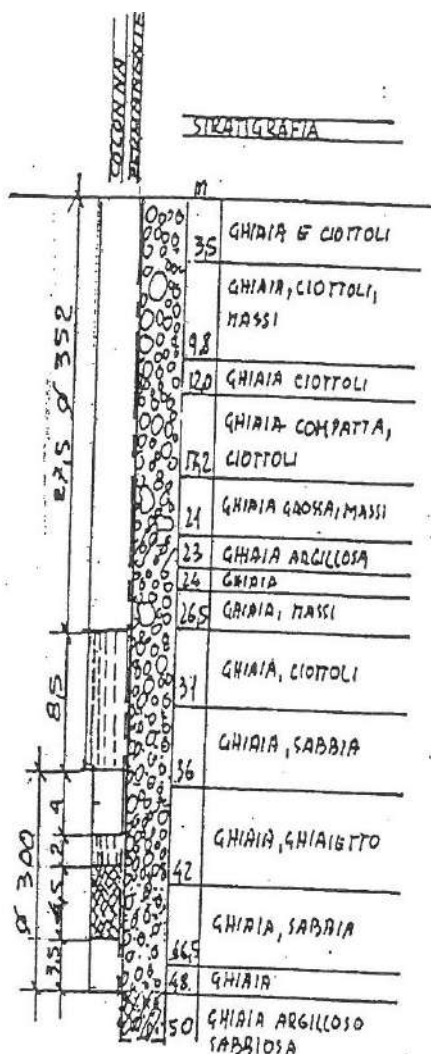 COLONNA
PERFORANTE
STRATIGRAFIA
m
3,5 GHIAIA E CIOTTOLI
GHIAIA, CIOTTOLI,
MASSI
9,8
12,0 GHIAIA CIOTTOLI
GHIAIA COMPATTA,
CIOTTOLI
17,2
21 GHIAIA GROSSA, MASSI
23 GHIAIA ARGILLOSA
24 GHIAIA
26,5 GHIAIA, MASSI
31 GHIAIA, CIOTTOLI
GHIAIA, SABBIA
36
GHIAIA, GHIAIETTO
42
GHIAIA, SABBIA
46,5
48 GHIAIA
50 GHIAIA ARGILLOSO
SABBIOSA
27,5 Ø 352
8,5
Ø 300
4
2
4,5
3,5